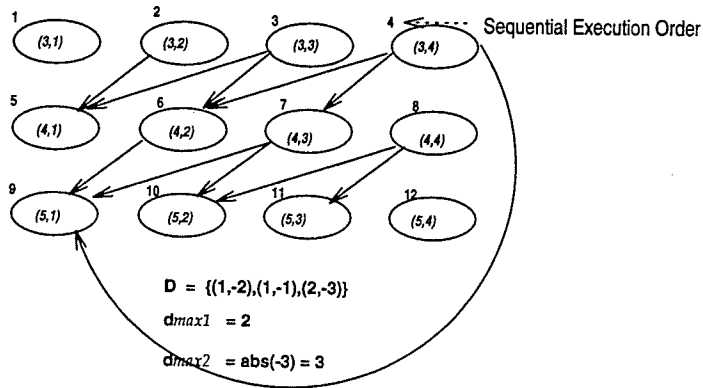 1 2 3 4 Sequential Execution Order
(3,1) (3,2) (3,3) (3,4)
5 6 7 8
(4,1) (4,2) (4,3) (4,4)
9 10 11 12
(5,1) (5,2) (5,3) (5,4)
D = {(1,-2),(1,-1),(2,-3)}
dmax1 = 2
dmax2 = abs(-3) = 3